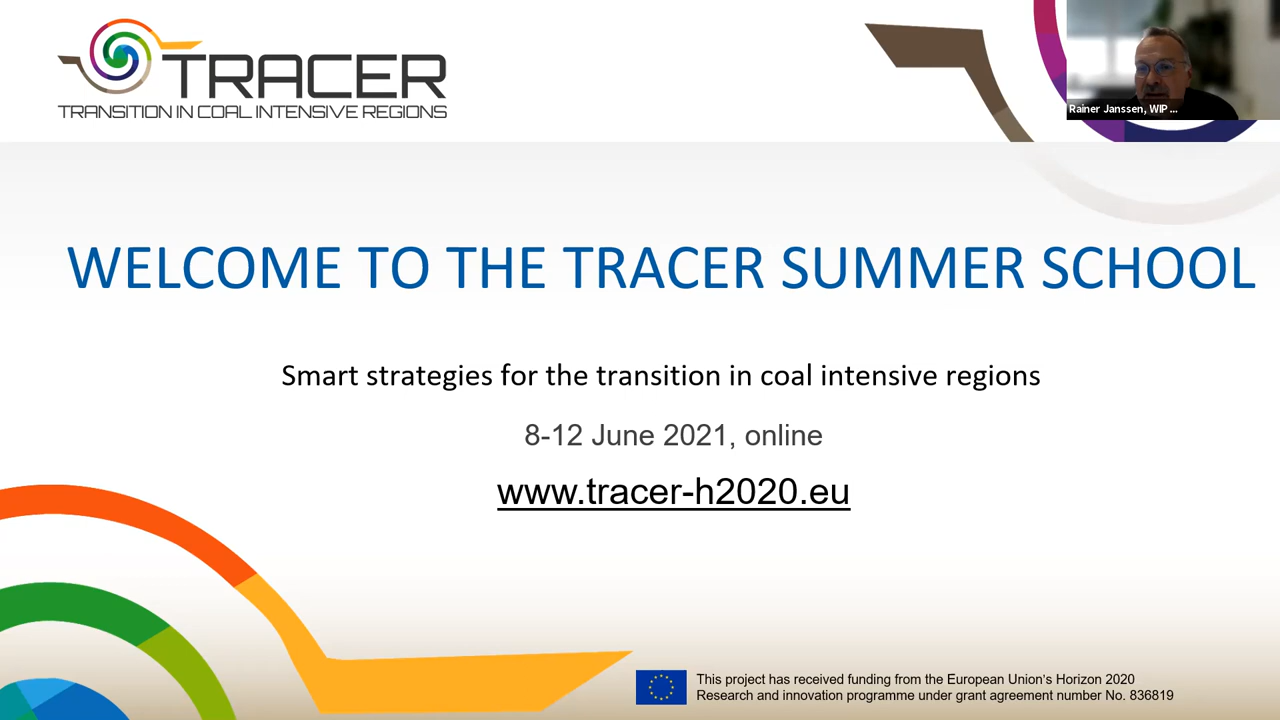 TRACER
TRANSITION IN COAL INTENSIVE REGIONS
Rainer Janssen, WIP ...
WELCOME TO THE TRACER SUMMER SCHOOL
Smart strategies for the transition in coal intensive regions
8-12 June 2021, online
www.tracer-h2020.eu
This project has received funding from the European Union’s Horizon 2020
Research and innovation programme under grant agreement number No. 836819